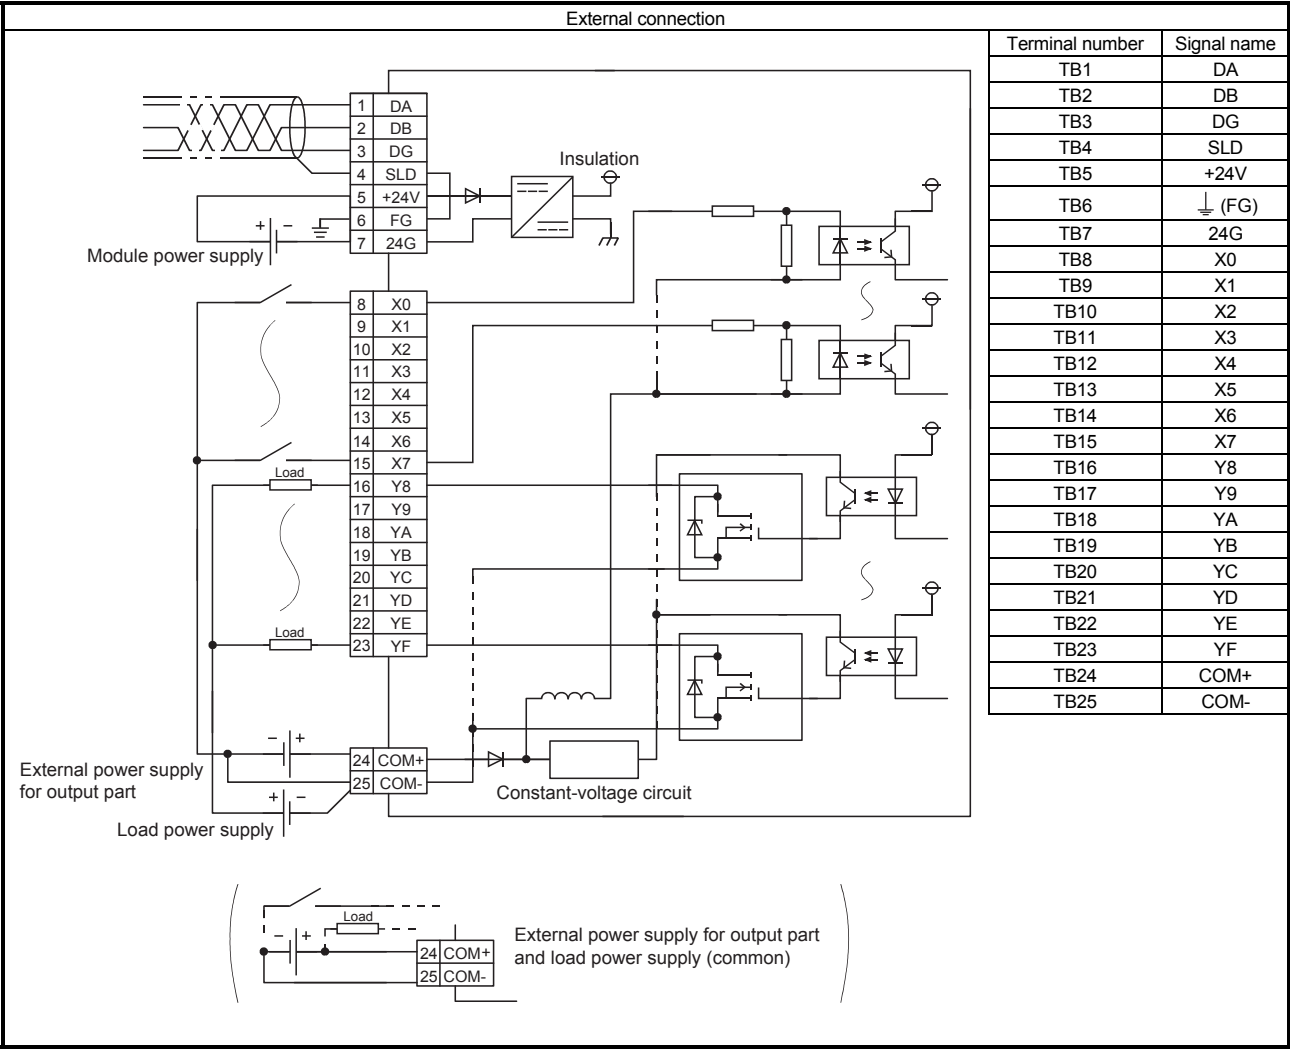 External connection
Terminal number Signal name
TB1 DA
TB2 DB
TB3 DG
TB4 SLD
TB5 +24V
TB6 ⏚ (FG)
TB7 24G
TB8 X0
TB9 X1
TB10 X2
TB11 X3
TB12 X4
TB13 X5
TB14 X6
TB15 X7
TB16 Y8
TB17 Y9
TB18 YA
TB19 YB
TB20 YC
TB21 YD
TB22 YE
TB23 YF
TB24 COM+
TB25 COM-
1 DA
2 DB
3 DG
4 SLD
5 +24V
6 FG
7 24G
Insulation
+ −
Module power supply
8 X0
9 X1
10 X2
11 X3
12 X4
13 X5
14 X6
15 X7
Load
16 Y8
17 Y9
18 YA
19 YB
20 YC
21 YD
22 YE
Load
23 YF
− +
24 COM+
25 COM-
External power supply
for output part
+ −
Load power supply
Constant-voltage circuit
Load
− +
24 COM+
25 COM-
External power supply for output part
and load power supply (common)